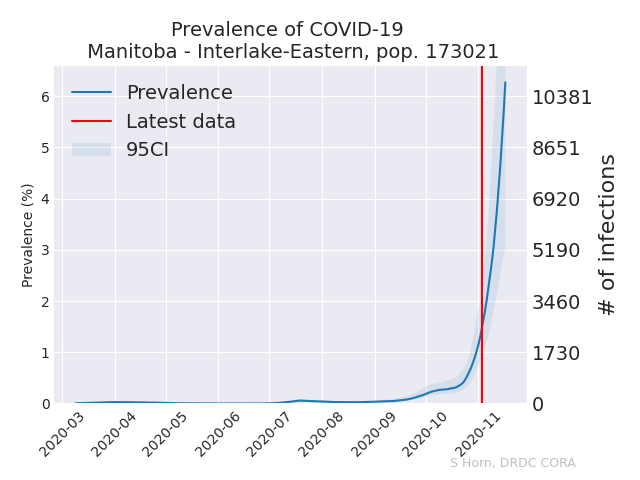 Prevalence of COVID-19
Manitoba - Interlake-Eastern, pop. 173021
Prevalence
Latest data
95CI
Prevalence (%)
6
5
4
3
2
1
0
10381
8651
6920
5190
3460
1730
0
# of infections
2020-03
2020-04
2020-05
2020-06
2020-07
2020-08
2020-09
2020-10
2020-11
S Horn, DRDC CORA